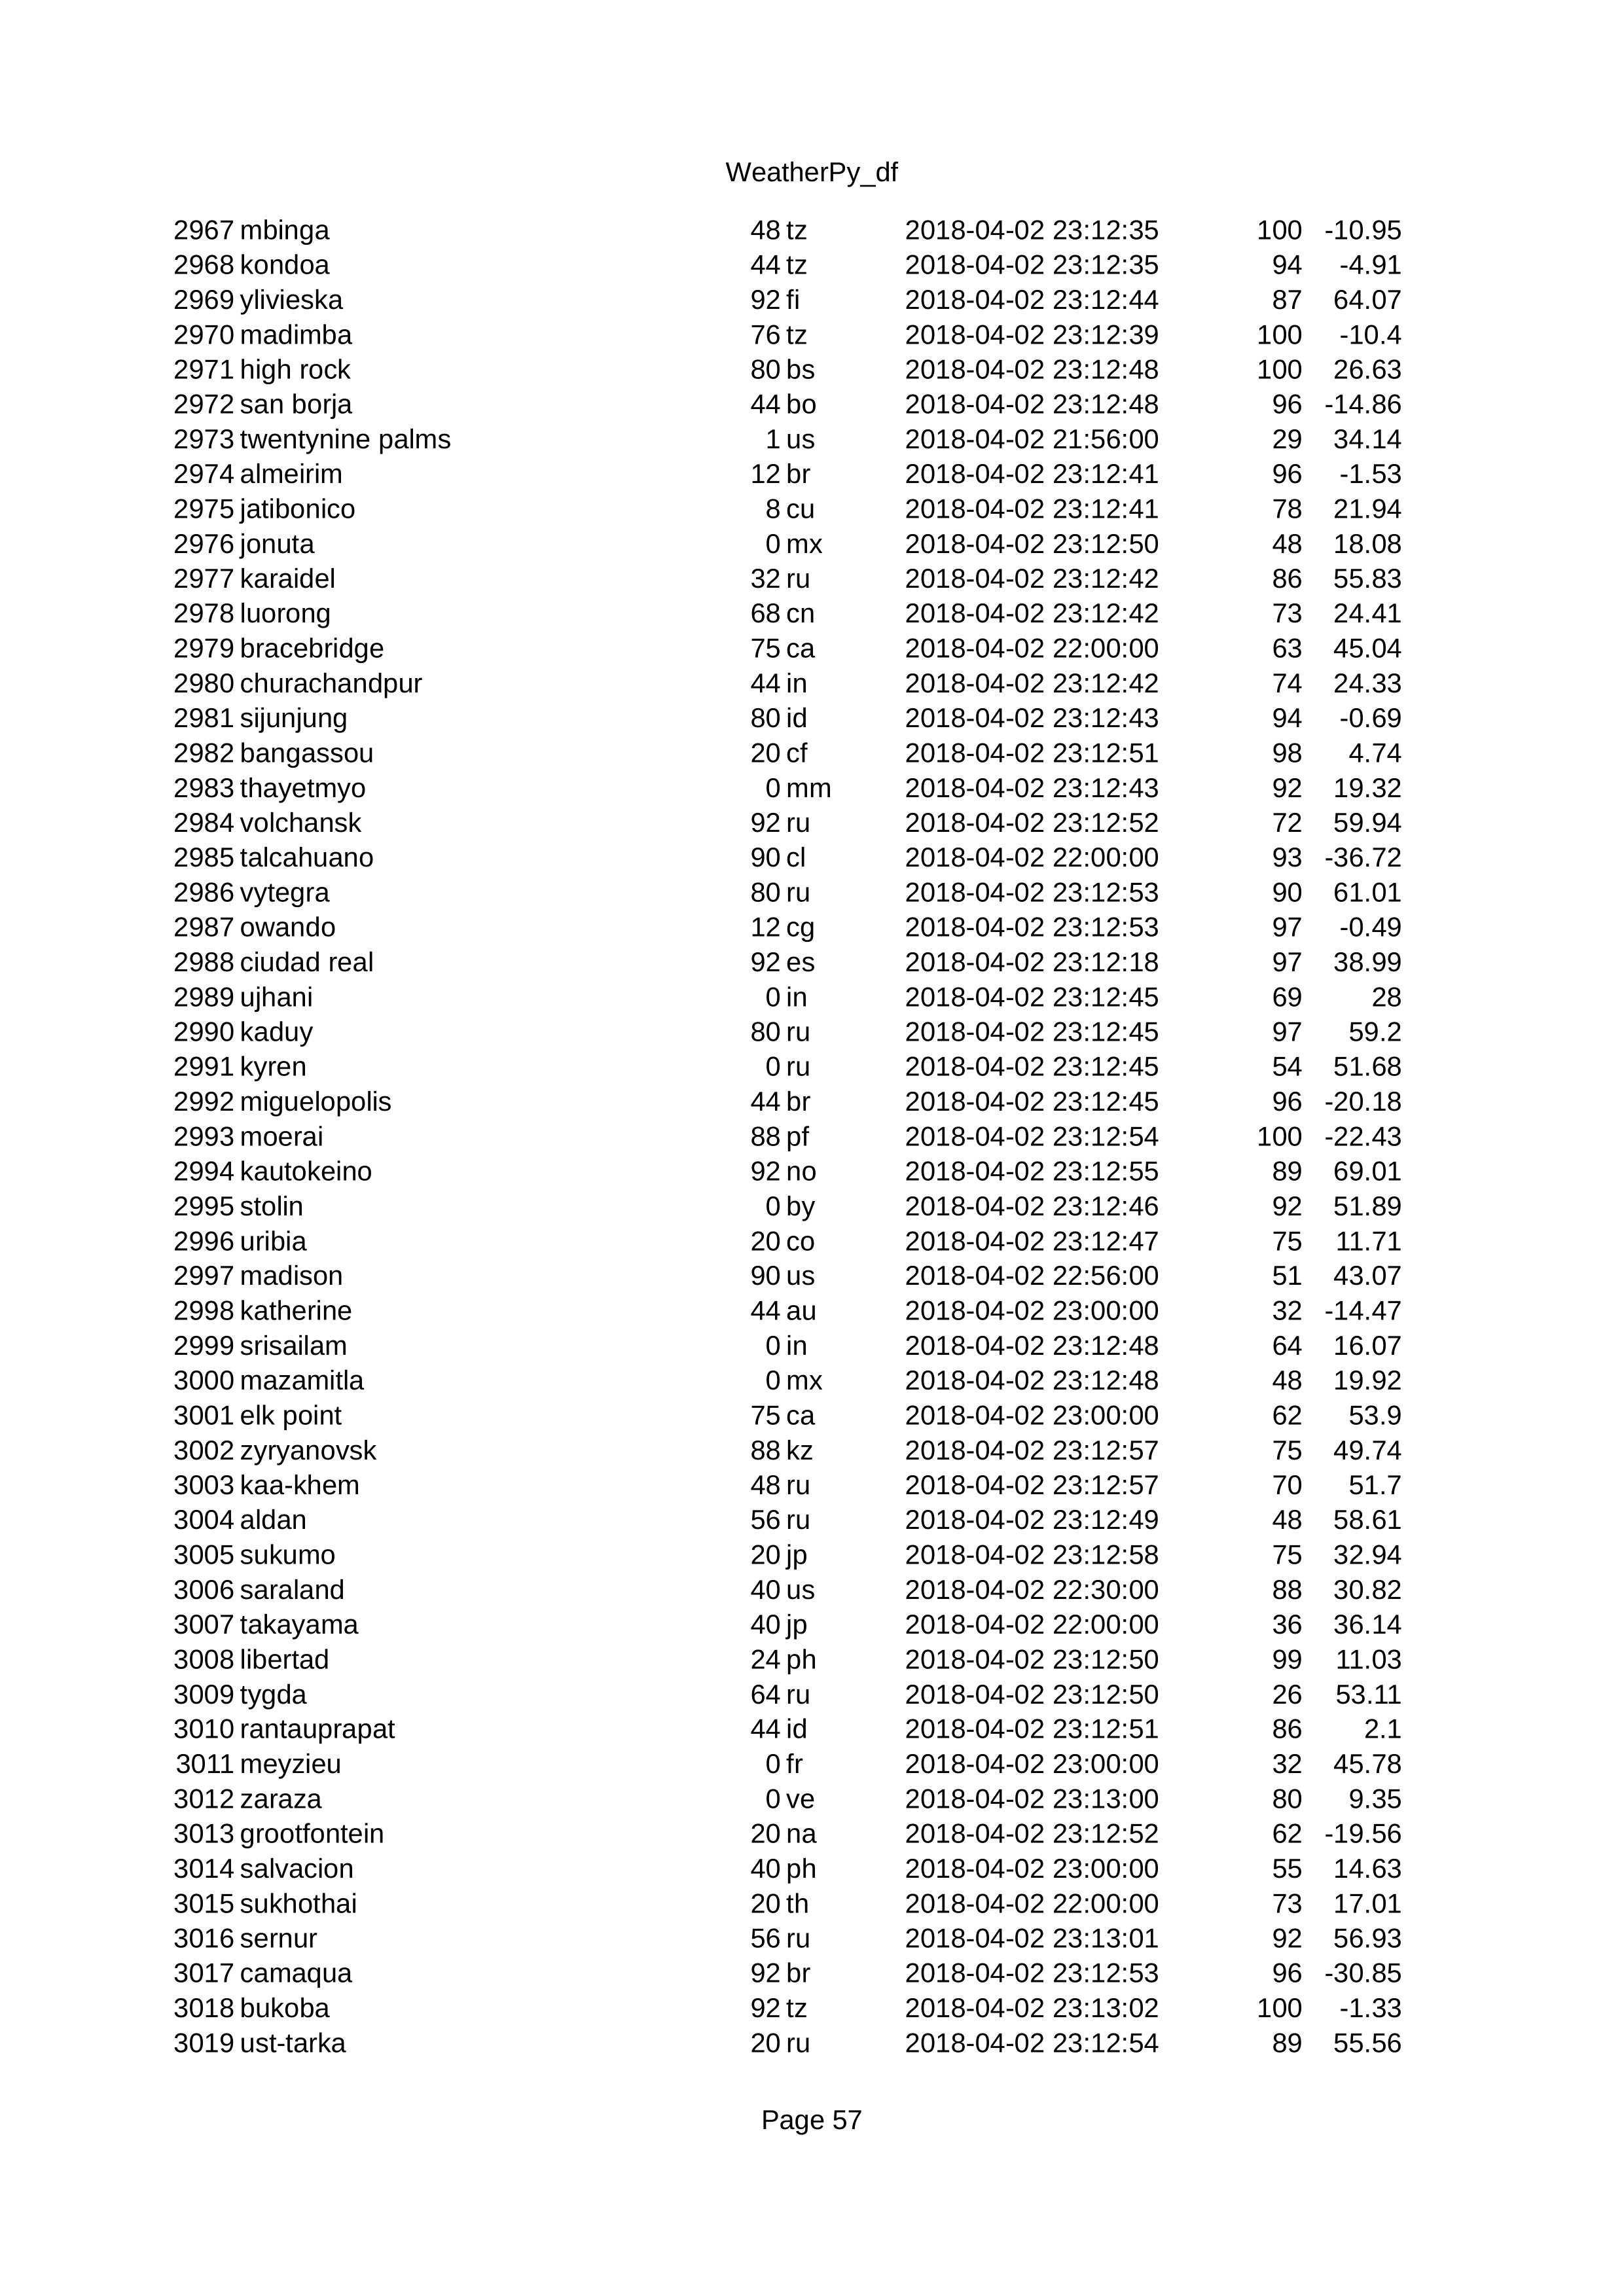 WeatherPy_df
2967 mbinga 48 tz 2018-04-02 23:12:35 100 -10.95
2968 kondoa 44 tz 2018-04-02 23:12:35 94 -4.91
2969 ylivieska 92 fi 2018-04-02 23:12:44 87 64.07
2970 madimba 76 tz 2018-04-02 23:12:39 100 -10.4
2971 high rock 80 bs 2018-04-02 23:12:48 100 26.63
2972 san borja 44 bo 2018-04-02 23:12:48 96 -14.86
2973 twentynine palms 1 us 2018-04-02 21:56:00 29 34.14
2974 almeirim 12 br 2018-04-02 23:12:41 96 -1.53
2975 jatibonico 8 cu 2018-04-02 23:12:41 78 21.94
2976 jonuta 0 mx 2018-04-02 23:12:50 48 18.08
2977 karaidel 32 ru 2018-04-02 23:12:42 86 55.83
2978 luorong 68 cn 2018-04-02 23:12:42 73 24.41
2979 bracebridge 75 ca 2018-04-02 22:00:00 63 45.04
2980 churachandpur 44 in 2018-04-02 23:12:42 74 24.33
2981 sijunjung 80 id 2018-04-02 23:12:43 94 -0.69
2982 bangassou 20 cf 2018-04-02 23:12:51 98 4.74
2983 thayetmyo 0 mm 2018-04-02 23:12:43 92 19.32
2984 volchansk 92 ru 2018-04-02 23:12:52 72 59.94
2985 talcahuano 90 cl 2018-04-02 22:00:00 93 -36.72
2986 vytegra 80 ru 2018-04-02 23:12:53 90 61.01
2987 owando 12 cg 2018-04-02 23:12:53 97 -0.49
2988 ciudad real 92 es 2018-04-02 23:12:18 97 38.99
2989 ujhani 0 in 2018-04-02 23:12:45 69 28
2990 kaduy 80 ru 2018-04-02 23:12:45 97 59.2
2991 kyren 0 ru 2018-04-02 23:12:45 54 51.68
2992 miguelopolis 44 br 2018-04-02 23:12:45 96 -20.18
2993 moerai 88 pf 2018-04-02 23:12:54 100 -22.43
2994 kautokeino 92 no 2018-04-02 23:12:55 89 69.01
2995 stolin 0 by 2018-04-02 23:12:46 92 51.89
2996 uribia 20 co 2018-04-02 23:12:47 75 11.71
2997 madison 90 us 2018-04-02 22:56:00 51 43.07
2998 katherine 44 au 2018-04-02 23:00:00 32 -14.47
2999 srisailam 0 in 2018-04-02 23:12:48 64 16.07
3000 mazamitla 0 mx 2018-04-02 23:12:48 48 19.92
3001 elk point 75 ca 2018-04-02 23:00:00 62 53.9
3002 zyryanovsk 88 kz 2018-04-02 23:12:57 75 49.74
3003 kaa-khem 48 ru 2018-04-02 23:12:57 70 51.7
3004 aldan 56 ru 2018-04-02 23:12:49 48 58.61
3005 sukumo 20 jp 2018-04-02 23:12:58 75 32.94
3006 saraland 40 us 2018-04-02 22:30:00 88 30.82
3007 takayama 40 jp 2018-04-02 22:00:00 36 36.14
3008 libertad 24 ph 2018-04-02 23:12:50 99 11.03
3009 tygda 64 ru 2018-04-02 23:12:50 26 53.11
3010 rantauprapat 44 id 2018-04-02 23:12:51 86 2.1
3011 meyzieu 0 fr 2018-04-02 23:00:00 32 45.78
3012 zaraza 0 ve 2018-04-02 23:13:00 80 9.35
3013 grootfontein 20 na 2018-04-02 23:12:52 62 -19.56
3014 salvacion 40 ph 2018-04-02 23:00:00 55 14.63
3015 sukhothai 20 th 2018-04-02 22:00:00 73 17.01
3016 sernur 56 ru 2018-04-02 23:13:01 92 56.93
3017 camaqua 92 br 2018-04-02 23:12:53 96 -30.85
3018 bukoba 92 tz 2018-04-02 23:13:02 100 -1.33
3019 ust-tarka 20 ru 2018-04-02 23:12:54 89 55.56
Page 57